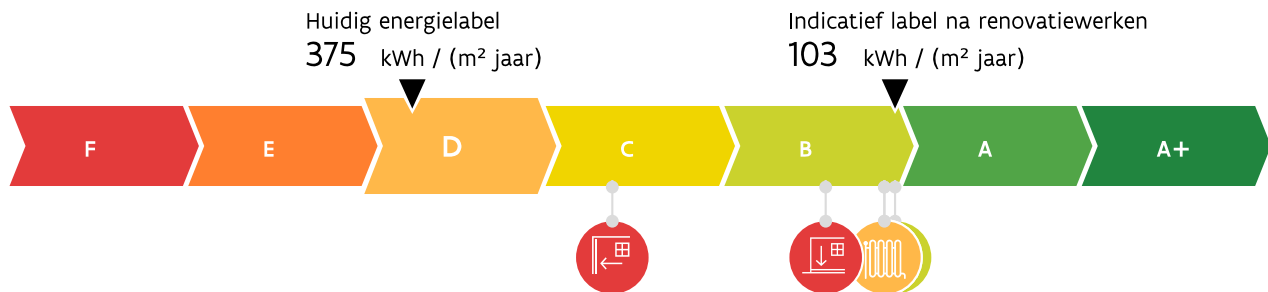 Huidig energielabel
375 kWh / (m² jaar)
Indicatief label na renovatiewerken
103 kWh / (m² jaar)
F E D C B A A+